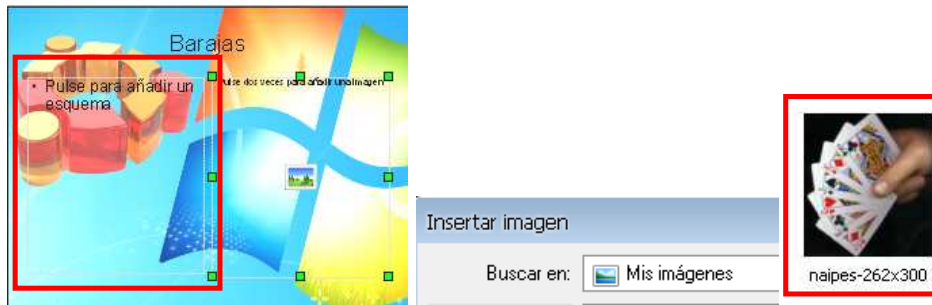 Barajas
• Pulse para añadir un
esquema
Pulse dos veces para añadir una imagen
Insertar imagen
Buscar en: Mis imágenes
naipes-262x300